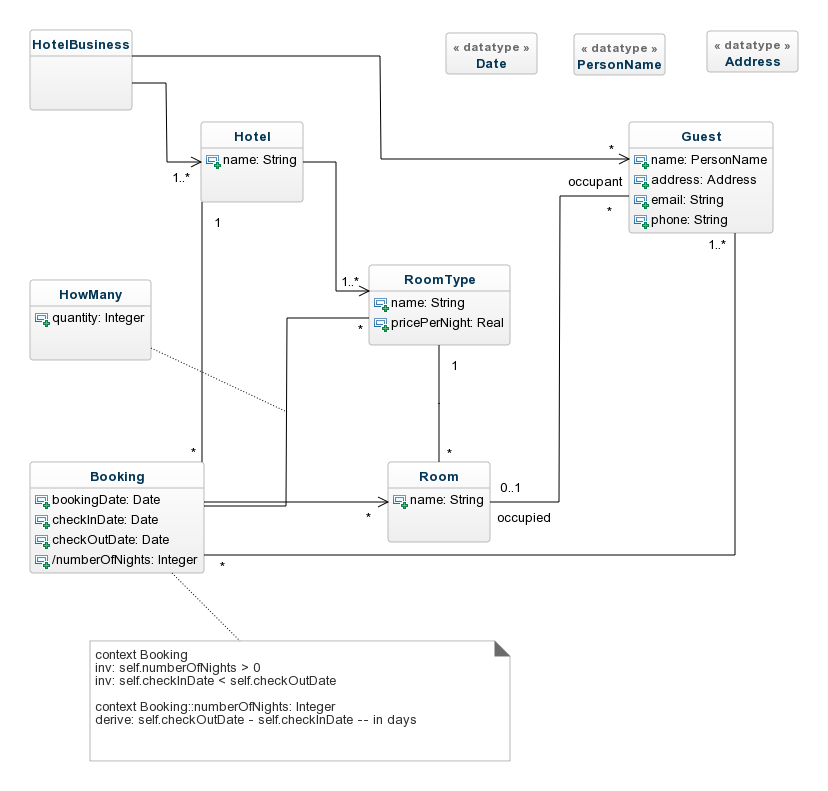 HotelBusiness
« datatype »
Date
« datatype »
PersonName
« datatype »
Address
Hotel
name: String
1..*
1
*
Guest
name: PersonName
address: Address
email: String
phone: String
occupant
*
1..*
HowMany
quantity: Integer
1..*
RoomType
name: String
pricePerNight: Real
*
1
*
*
Booking
bookingDate: Date
checkInDate: Date
checkOutDate: Date
/numberOfNights: Integer
*
Room
name: String
0..1
occupied
*
context Booking
inv: self.numberOfNights > 0
inv: self.checkInDate < self.checkOutDate
context Booking::numberOfNights: Integer
derive: self.checkOutDate - self.checkInDate -- in days